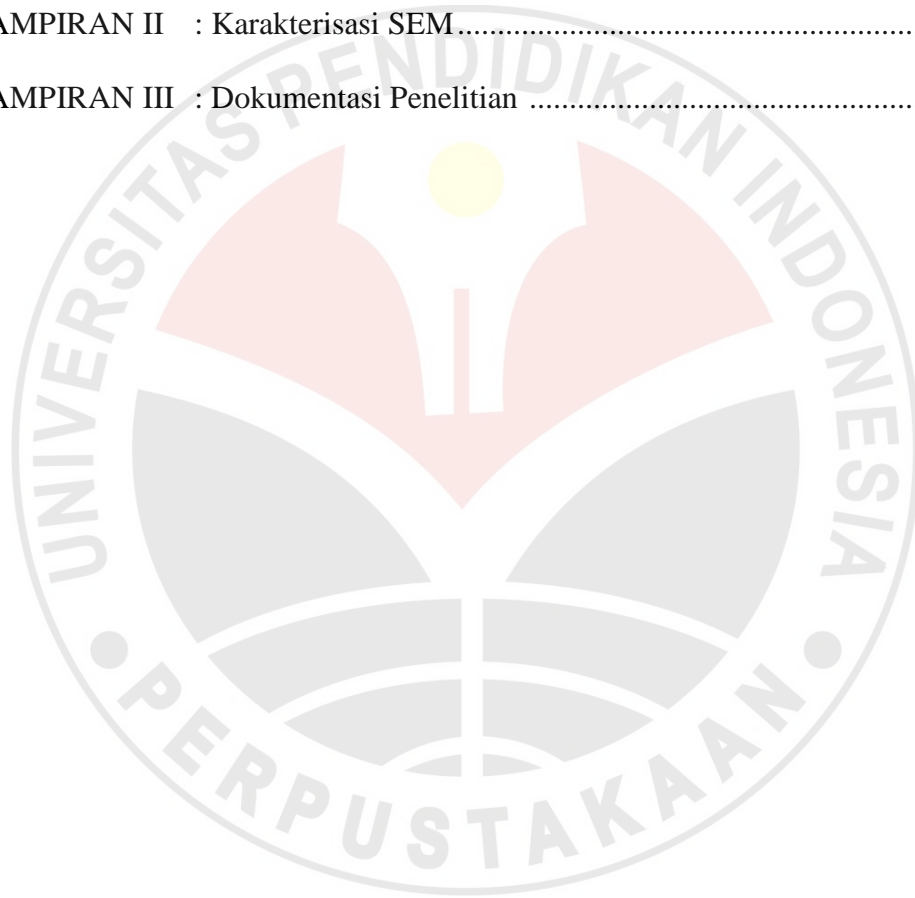 AMPIRAN II : Karakterisasi SEM........................................................
AMPIRAN III : Dokumentasi Penelitian ...............................................
UNIVERSITAS PENDIDIKAN INDONESIA
• PERPUSTAKAAN •